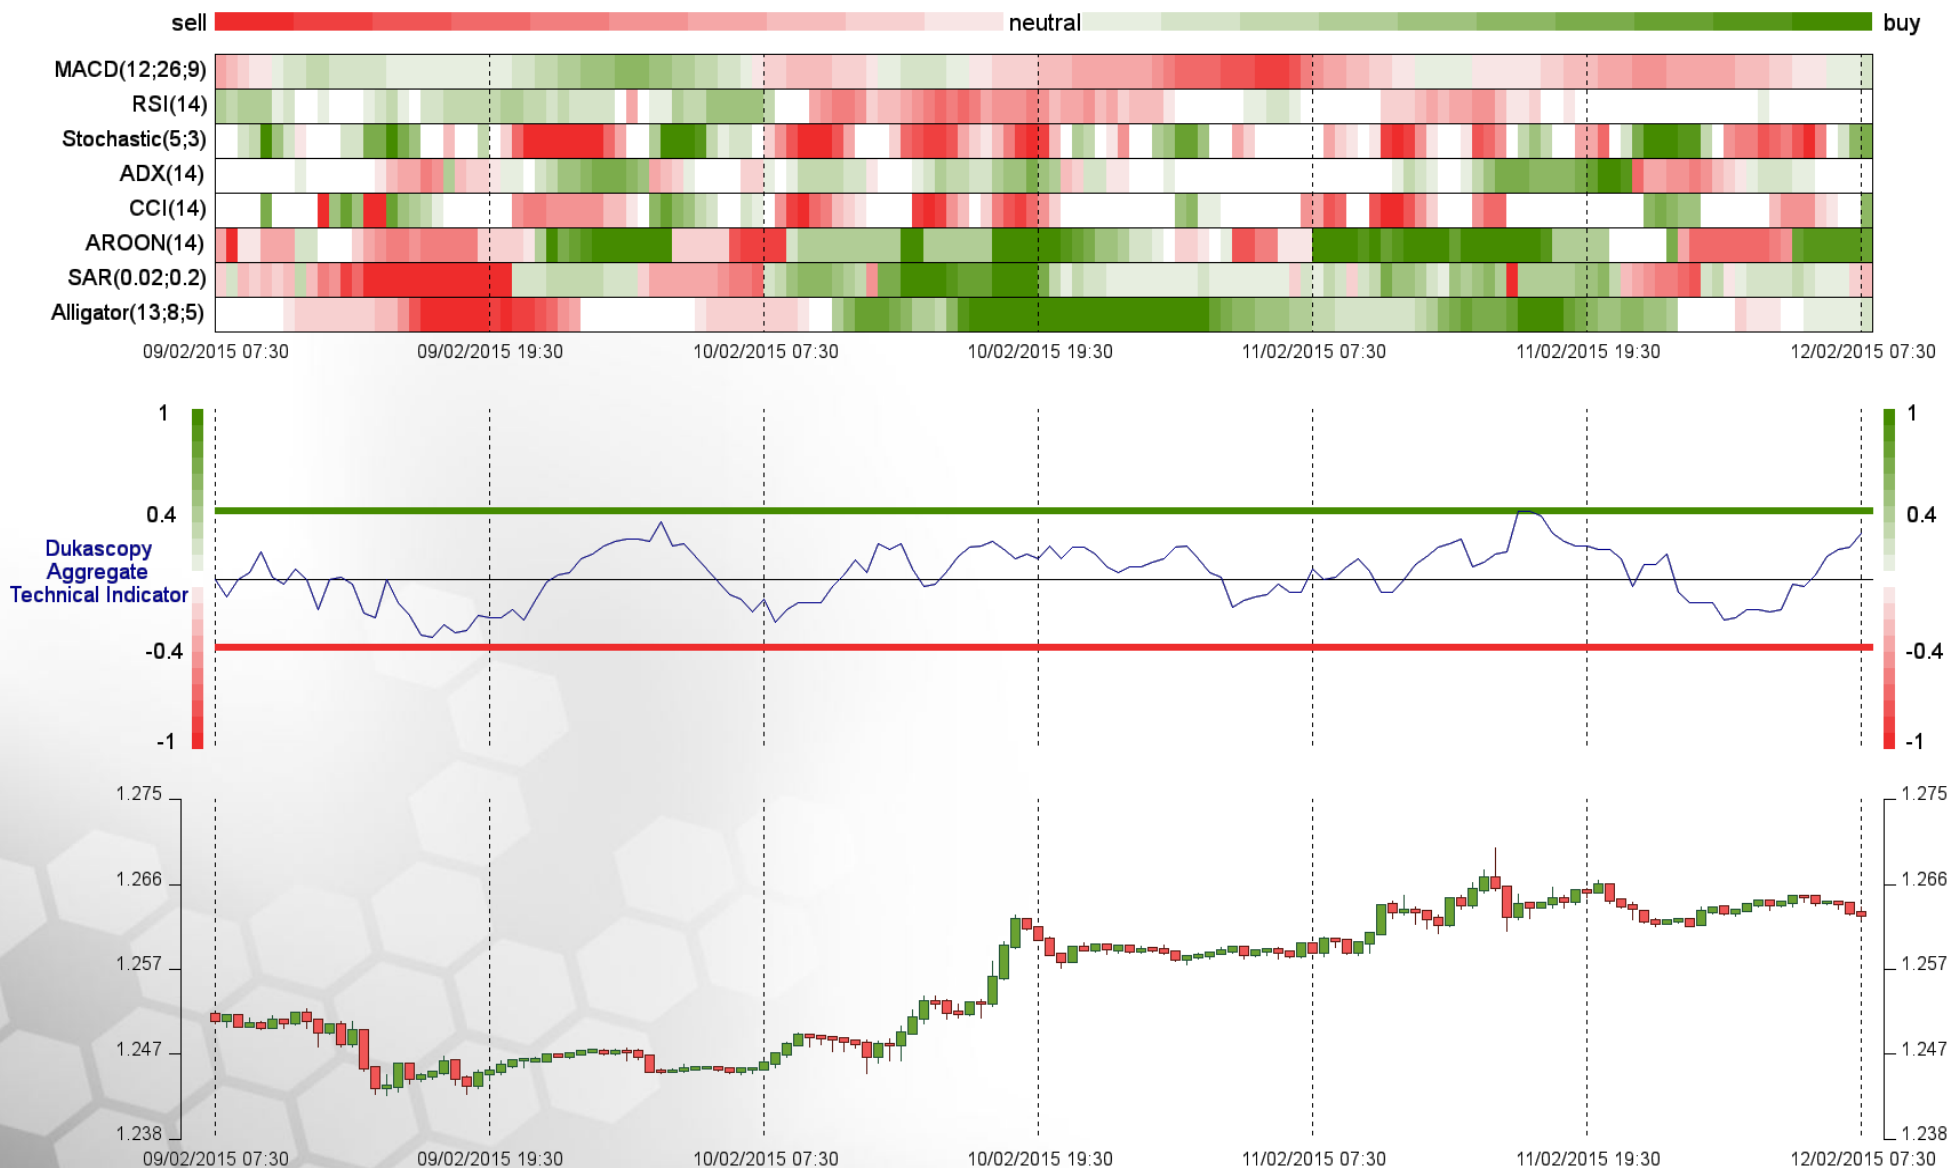 sell neutral buy
MACD(12;26;9)
RSI(14)
Stochastic(5;3)
ADX(14)
CCI(14)
AROON(14)
SAR(0.02;0.2)
Alligator(13;8;5)
09/02/2015 07:30 09/02/2015 19:30 10/02/2015 07:30 10/02/2015 19:30 11/02/2015 07:30 11/02/2015 19:30 12/02/2015 07:30
1 1
0.4 0.4
Dukascopy
Aggregate
Technical Indicator
-0.4 -0.4
-1 -1
1.275 1.275
1.266 1.266
1.257 1.257
1.247 1.247
1.238 1.238
09/02/2015 07:30 09/02/2015 19:30 10/02/2015 07:30 10/02/2015 19:30 11/02/2015 07:30 11/02/2015 19:30 12/02/2015 07:30